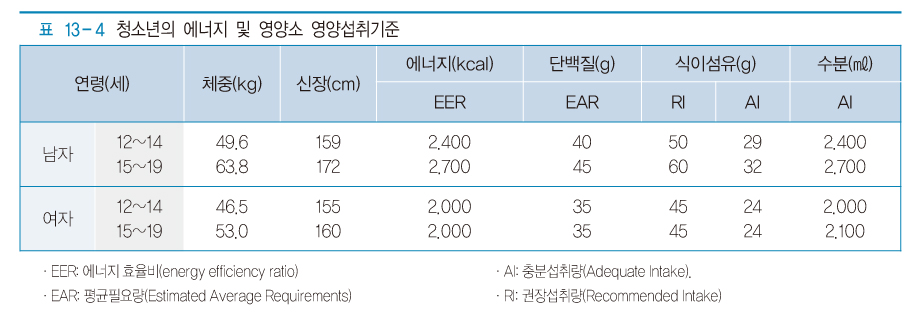 표 13-4 청소년의 에너지 및 영양소 영양섭취기준
연령(세) 체중(kg) 신장(cm) 에너지(kcal) 단백질(g) 식이섬유(g) 수분(㎖)
EER EAR RI AI AI
남자 12~14 49.6 159 2,400 40 50 29 2,400
15~19 63.8 172 2,700 45 60 32 2,700
여자 12~14 46.5 155 2,000 35 45 24 2,000
15~19 53.0 160 2,000 35 45 24 2,100
· EER: 에너지 효율비(energy efficiency ratio) · AI: 충분섭취량(Adequate Intake).
· EAR: 평균필요량(Estimated Average Requirements) · RI: 권장섭취량(Recommended Intake)